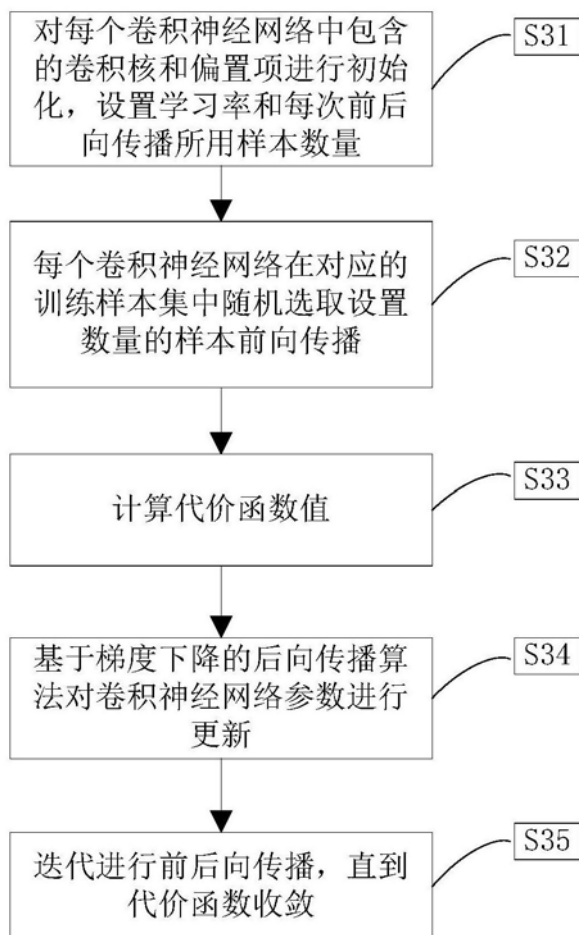 对每个卷积神经网络中包含
的卷积核和偏置项进行初始
化，设置学习率和每次前后
向传播所用样本数量
S31
每个卷积神经网络在对应的
训练样本集中随机选取设置
数量的样本前向传播
S32
计算代价函数值
S33
基于梯度下降的后向传播算
法对卷积神经网络参数进行
更新
S34
迭代进行前后向传播，直到
代价函数收敛
S35